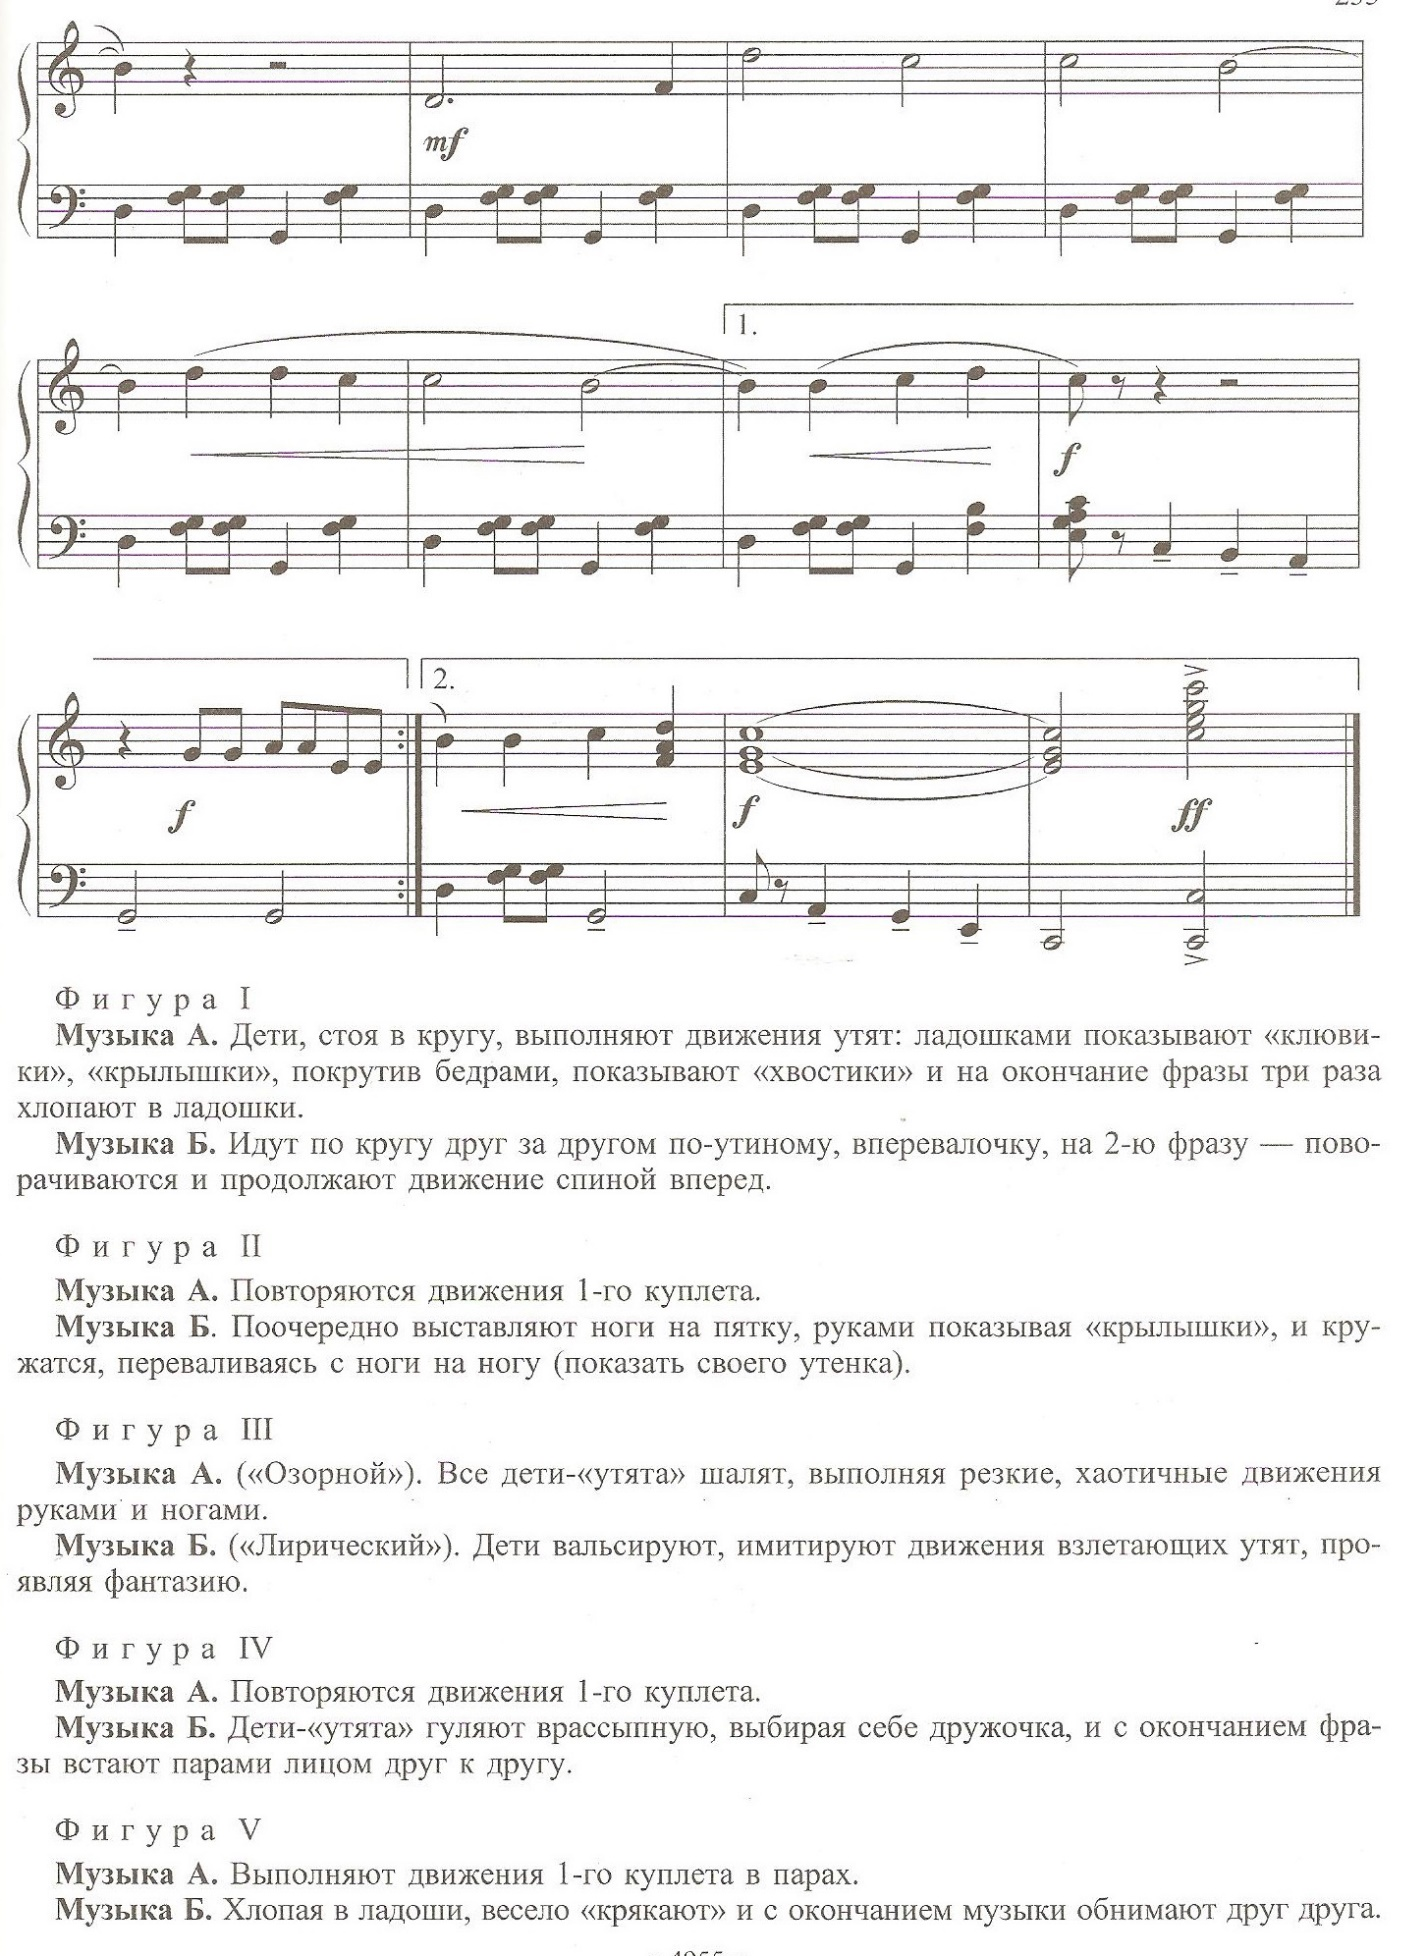 mf
1.
f
2.
f
f
ff
Фигура I
Музыка А. Дети, стоя в кругу, выполняют движения утят: ладошками показывают «клюви-
ки», «крылышки», покрутив бедрами, показывают «хвостики» и на окончание фразы три раза
хлопают в ладошки.
Музыка Б. Идут по кругу друг за другом по-утиному, вперевалочку, на 2-ю фразу — пово-
рачиваются и продолжают движение спиной вперед.
Фигура II
Музыка А. Повторяются движения 1-го куплета.
Музыка Б. Поочередно выставляют ноги на пятку, руками показывая «крылышки», и кру-
жатся, переваливаясь с ноги на ногу (показать своего утенка).
Фигура III
Музыка А. («Озорной»). Все дети-«утята» шалят, выполняя резкие, хаотичные движения
руками и ногами.
Музыка Б. («Лирический»). Дети вальсируют, имитируют движения взлетающих утят, про-
являя фантазию.
Фигура IV
Музыка А. Повторяются движения 1-го куплета.
Музыка Б. Дети-«утята» гуляют врассыпную, выбирая себе дружочка, и с окончанием фра-
зы встают парами лицом друг к другу.
Фигура V
Музыка А. Выполняют движения 1-го куплета в парах.
Музыка Б. Хлопая в ладоши, весело «крякают» и с окончанием музыки обнимают друг друга.